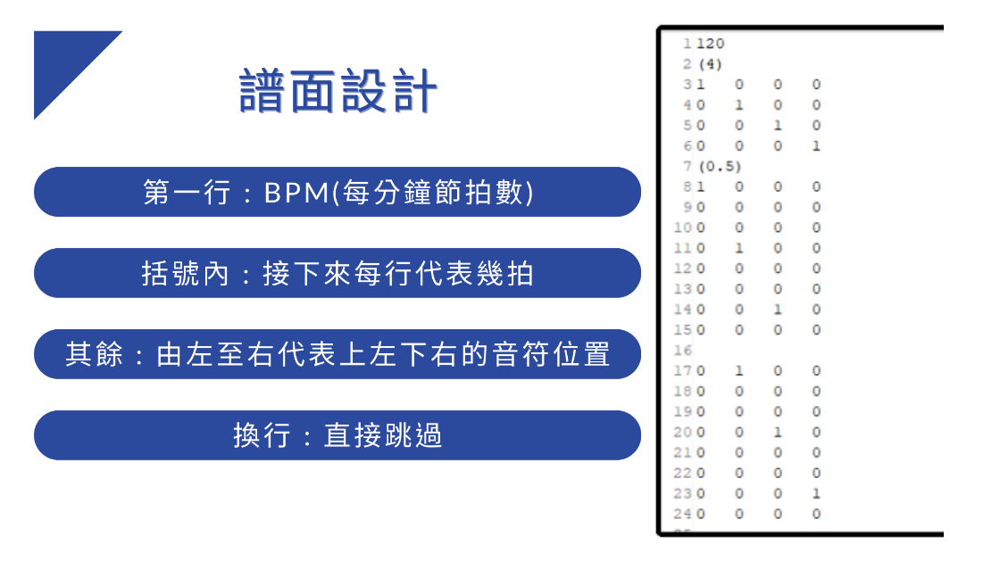 譜面設計
第一行：BPM(每分鐘節拍數)
括號內：接下來每行代表幾拍
其餘：由左至右代表上左下右的音符位置
換行：直接跳過
1 120
2 (4)
3 1 0 0 0
4 0 1 0 0
5 0 0 1 0
6 0 0 0 1
7 (0.5)
8 1 0 0 0
9 0 0 0 0
10 0 0 0 0
11 0 1 0 0
12 0 0 0 0
13 0 0 0 0
14 0 0 1 0
15 0 0 0 0
16
17 0 1 0 0
18 0 0 0 0
19 0 0 0 0
20 0 0 1 0
21 0 0 0 0
22 0 0 0 0
23 0 0 0 1
24 0 0 0 0